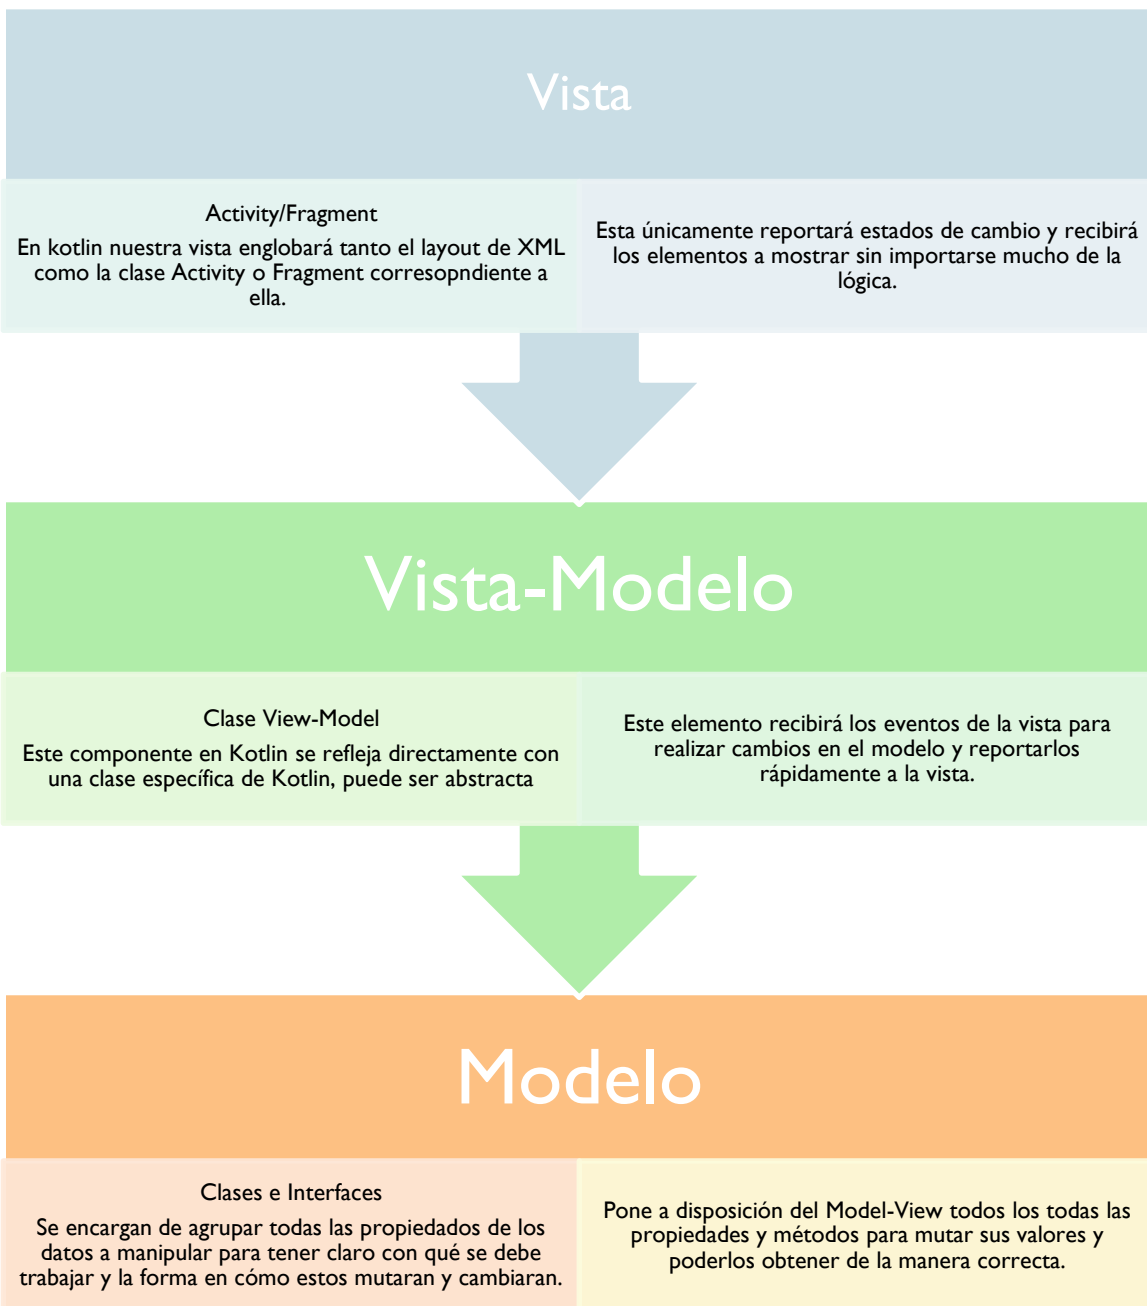 Vista
Activity/Fragment
En kotlin nuestra vista englobará tanto el layout de XML
como la clase Activity o Fragment corresopndiente a
ella.
Esta únicamente reportará estados de cambio y recibirá
los elementos a mostrar sin importarse mucho de la
lógica.
Vista-Modelo
Clase View-Model
Este componente en Kotlin se refleja directamente con
una clase específica de Kotlin, puede ser abstracta
Este elemento recibirá los eventos de la vista para
realizar cambios en el modelo y reportarlos
rápidamente a la vista.
Modelo
Clases e Interfaces
Se encargan de agrupar todas las propiedados de los
datos a manipular para tener claro con qué se debe
trabajar y la forma en cómo estos mutaran y cambiaran.
Pone a disposición del Model-View todos los todas las
propiedades y métodos para mutar sus valores y
poderlos obtener de la manera correcta.